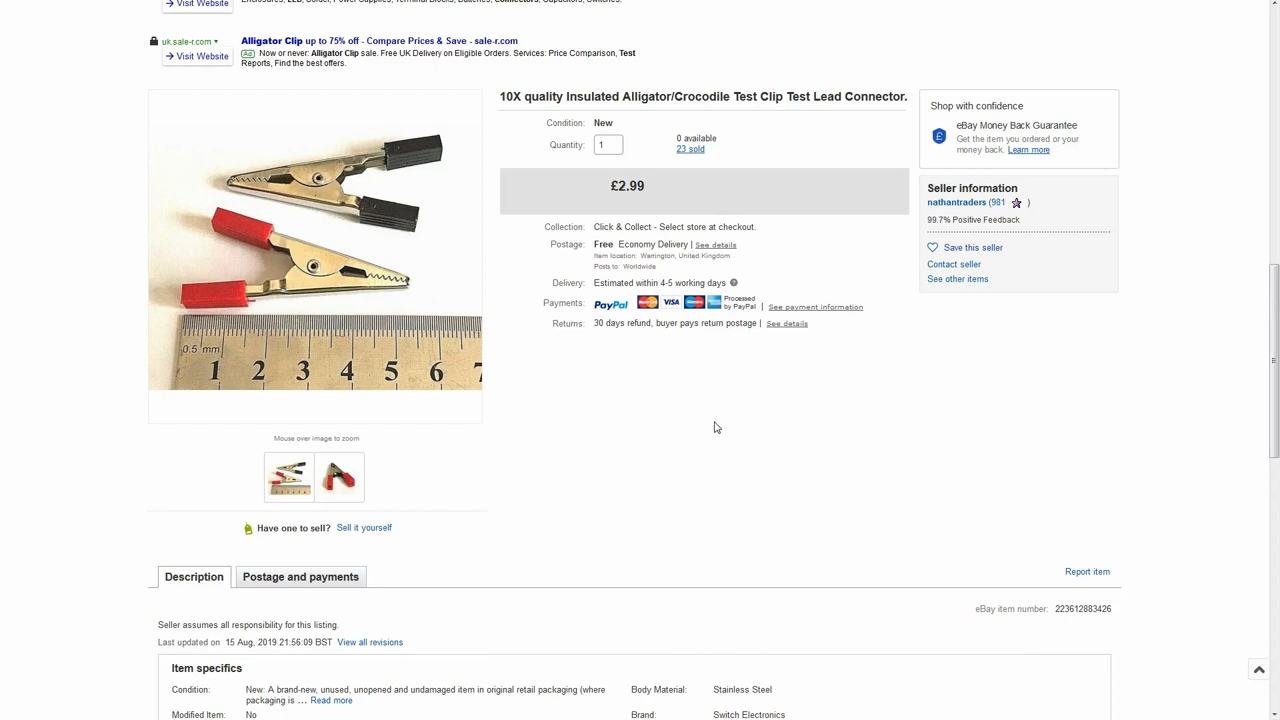 Visit Website
uk.sale-r.com
Alligator Clip up to 75% off - Compare Prices & Save - sale-r.com
Visit Website
Ad Now or never: Alligator Clip sale. Free UK Delivery on Eligible Orders. Services: Price Comparison, Test
Reports, Find the best offers.
10X quality Insulated Alligator/Crocodile Test Clip Test Lead Connector.
Condition: New
Quantity: 1
0 available
23 sold
£2.99
Collection: Click & Collect - Select store at checkout.
Postage: Free Economy Delivery | See details
Item location: Warrington, United Kingdom
Posts to: Worldwide
Delivery: Estimated within 4-5 working days
Payments: PayPal MasterCard VISA Processed by PayPal | See payment information
Returns: 30 days refund, buyer pays return postage | See details
Shop with confidence
eBay Money Back Guarantee
Get the item you ordered or your
money back. Learn more
Seller information
nathantraders (981 )
99.7% Positive Feedback
Save this seller
Contact seller
See other items
0.5 mm
1 2 3 4 5 6 7
Mouse over image to zoom
Have one to sell? Sell it yourself
Description
Postage and payments
Report item
eBay item number: 223612883426
Seller assumes all responsibility for this listing.
Last updated on 15 Aug, 2019 21:56:09 BST View all revisions
Item specifics
Condition: New: A brand-new, unused, unopened and undamaged item in original retail packaging (where
packaging is ... Read more
Body Material: Stainless Steel
Modified Item: No
Brand: Switch Electronics